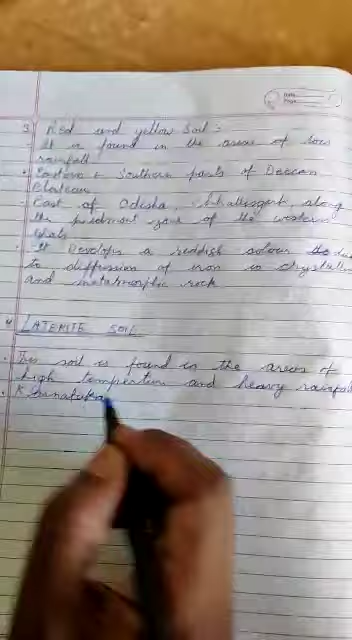 3 Red and yellow soil :
- It is found in the areas of low
rainfall
• Eastern & Southern parts of Deccan
Plateau
- Part of Odisha, Chhattisgarh, along
the piedmont zone of the western
Ghats
- It Develops a reddish colour due
to diffusion of iron in crystalline
and metamorphic rock
4 LATERITE SOIL
• This soil is found in the areas of
high and heavy rainfall
• Karnataka